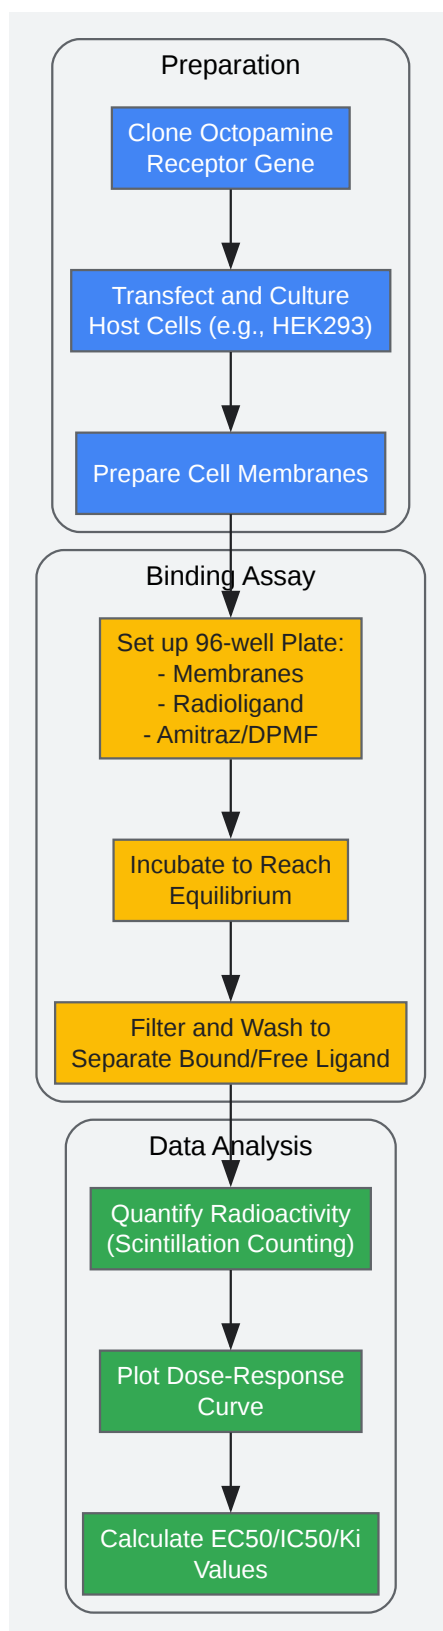 Preparation
Clone Octopamine
Receptor Gene
Transfect and Culture
Host Cells (e.g., HEK293)
Prepare Cell Membranes
Binding Assay
Set up 96-well Plate:
- Membranes
- Radioligand
- Amitraz/DPMF
Incubate to Reach
Equilibrium
Filter and Wash to
Separate Bound/Free Ligand
Data Analysis
Quantify Radioactivity
(Scintillation Counting)
Plot Dose-Response
Curve
Calculate EC50/IC50/Ki
Values